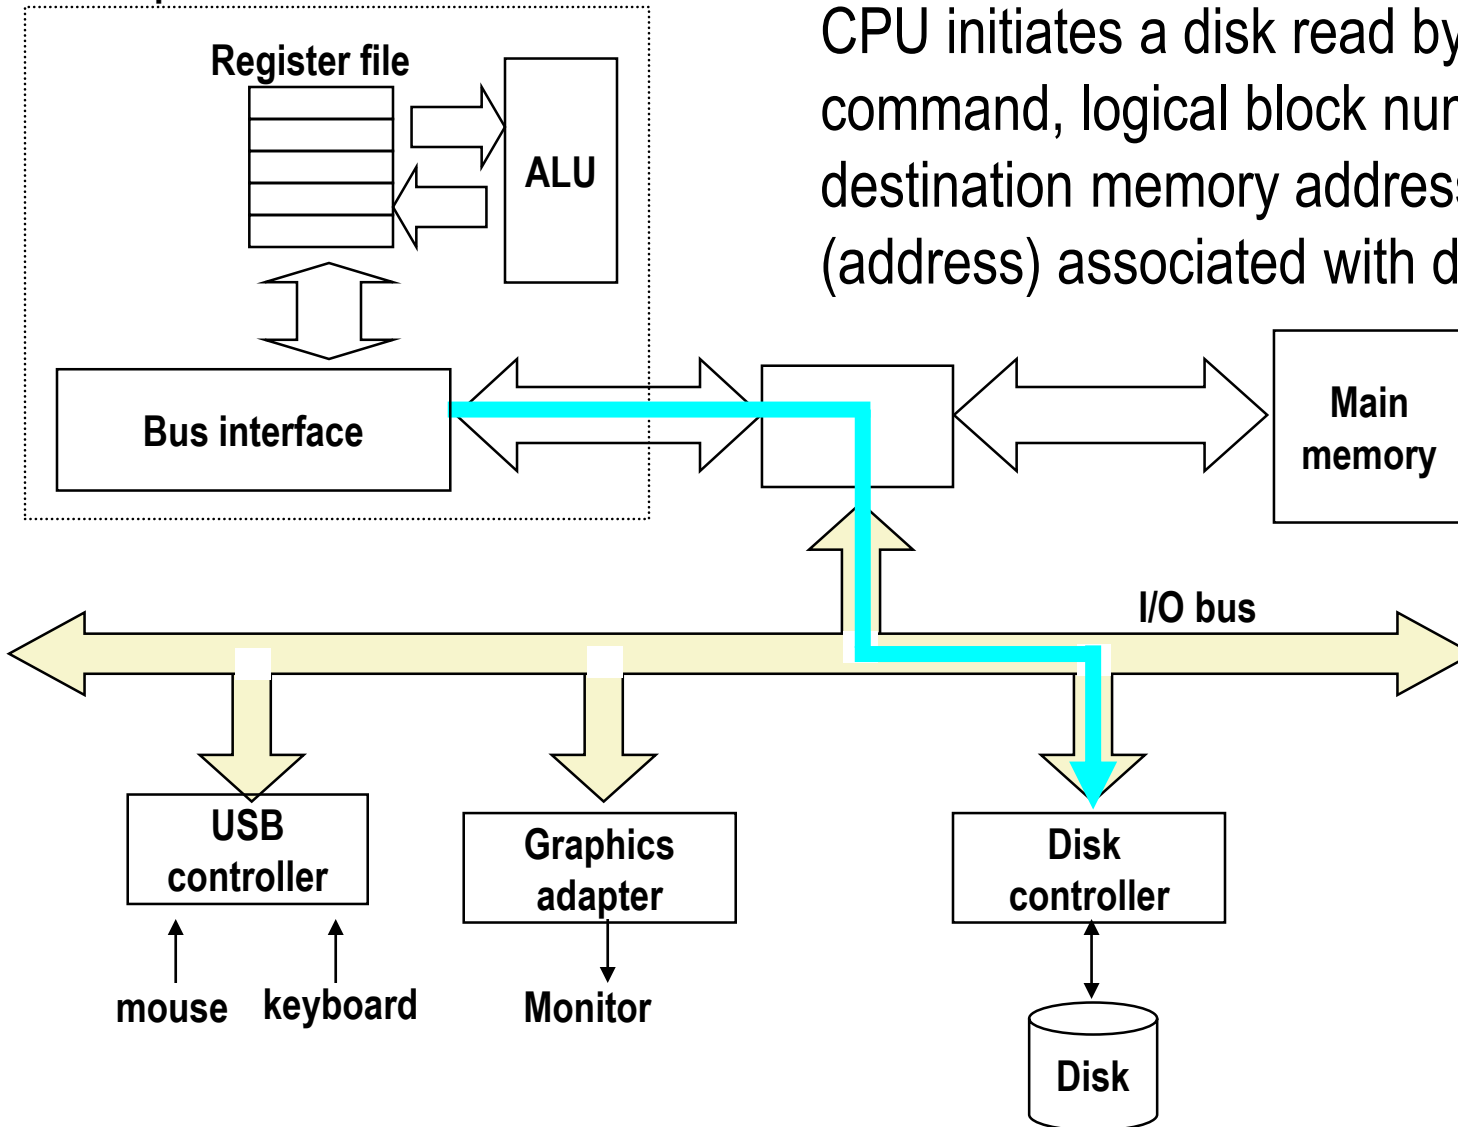 CPU initiates a disk read by
command, logical block
destination memory address
(address) associated with
Register file
ALU
Bus interface
Main
memory
I/O bus
USB
controller
Graphics
adapter
Disk
controller
mouse
keyboard
Monitor
Disk